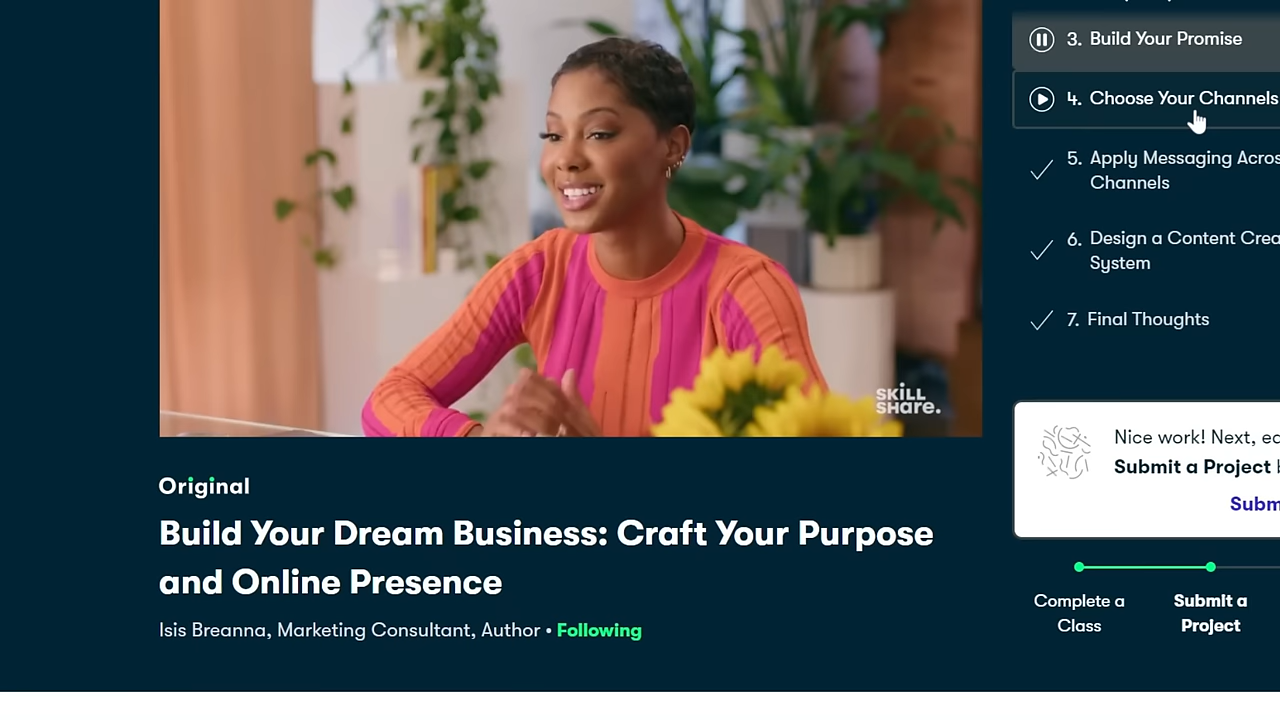 3. Build Your Promise
4. Choose Your Channels
5. Apply Messaging Acros
Channels
6. Design a Content Crea
System
7. Final Thoughts
SKILL
SHARE.
Nice work! Next, ea
Submit a Project
Subm
Original
Build Your Dream Business: Craft Your Purpose
and Online Presence
Isis Breanna, Marketing Consultant, Author • Following
Complete a
Class
Submit a
Project